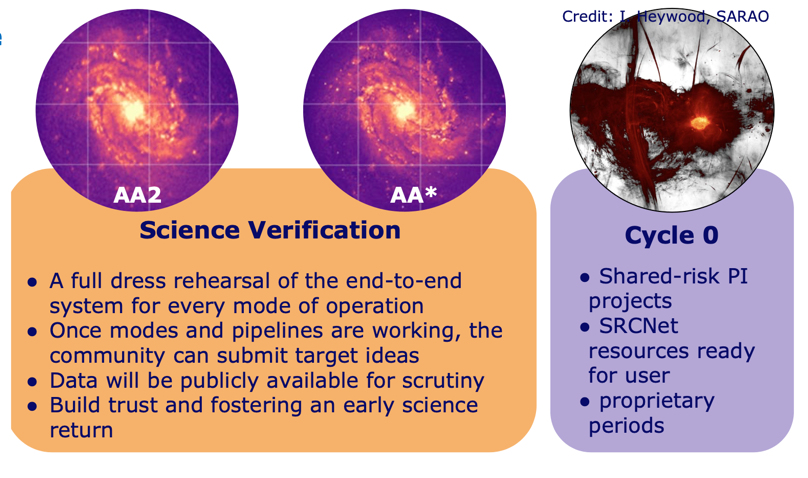 Credit: I. Heywood, SARAO
AA2
AA*
Science Verification
● A full dress rehearsal of the end-to-end
system for every mode of operation
● Once modes and pipelines are working, the
community can submit target ideas
● Data will be publicly available for scrutiny
● Build trust and fostering an early science
return
Cycle 0
● Shared-risk PI
projects
● SRCNet
resources ready
for user
● proprietary
periods